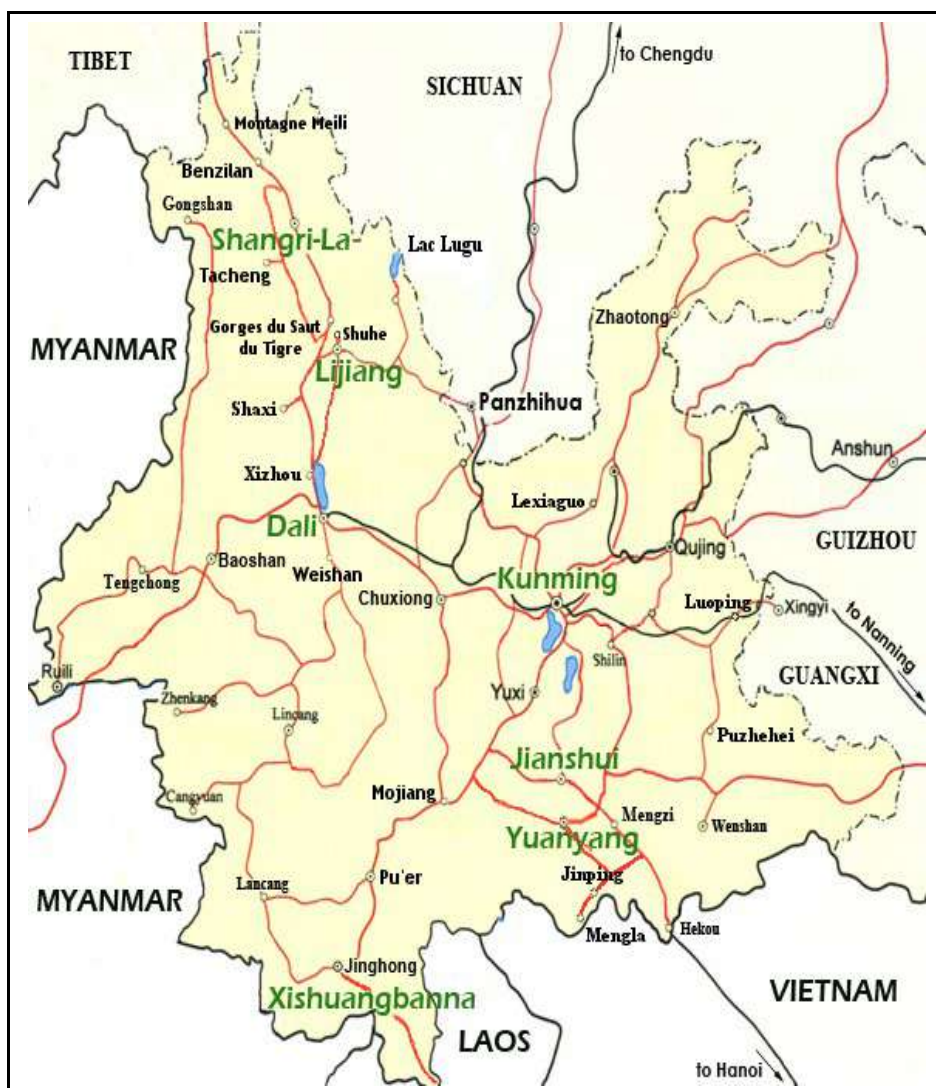 to Chengdu
TIBET
SICHUAN
Montagne Meili
Benzilan
Gongshan
Shangri-La
Lac Lugu
Tacheng
Zhaotong
Gorges du Saut
du Tigre
Shuhe
MYANMAR
Lijiang
Panzhihua
Shaxi
Anshun
Xizhou
Lexiaguo
Dali
GUIZHOU
Qujing
Baoshan
Weishan
Tengchong
Kunming
Chuxiong
Luoping
Xingyi
to Nanning
Shilin
Ruili
GUANGXI
Yuxi
Zhenkang
Lincang
Puzhehei
Jianshui
Cangyuan
Mojiang
Mengzi
Wenshan
Yuanyang
Jinping
Pu'er
Lancang
MYANMAR
Mengla
Hekou
Jinghong
Xishuangbanna
VIETNAM
LAOS
to Hanoi